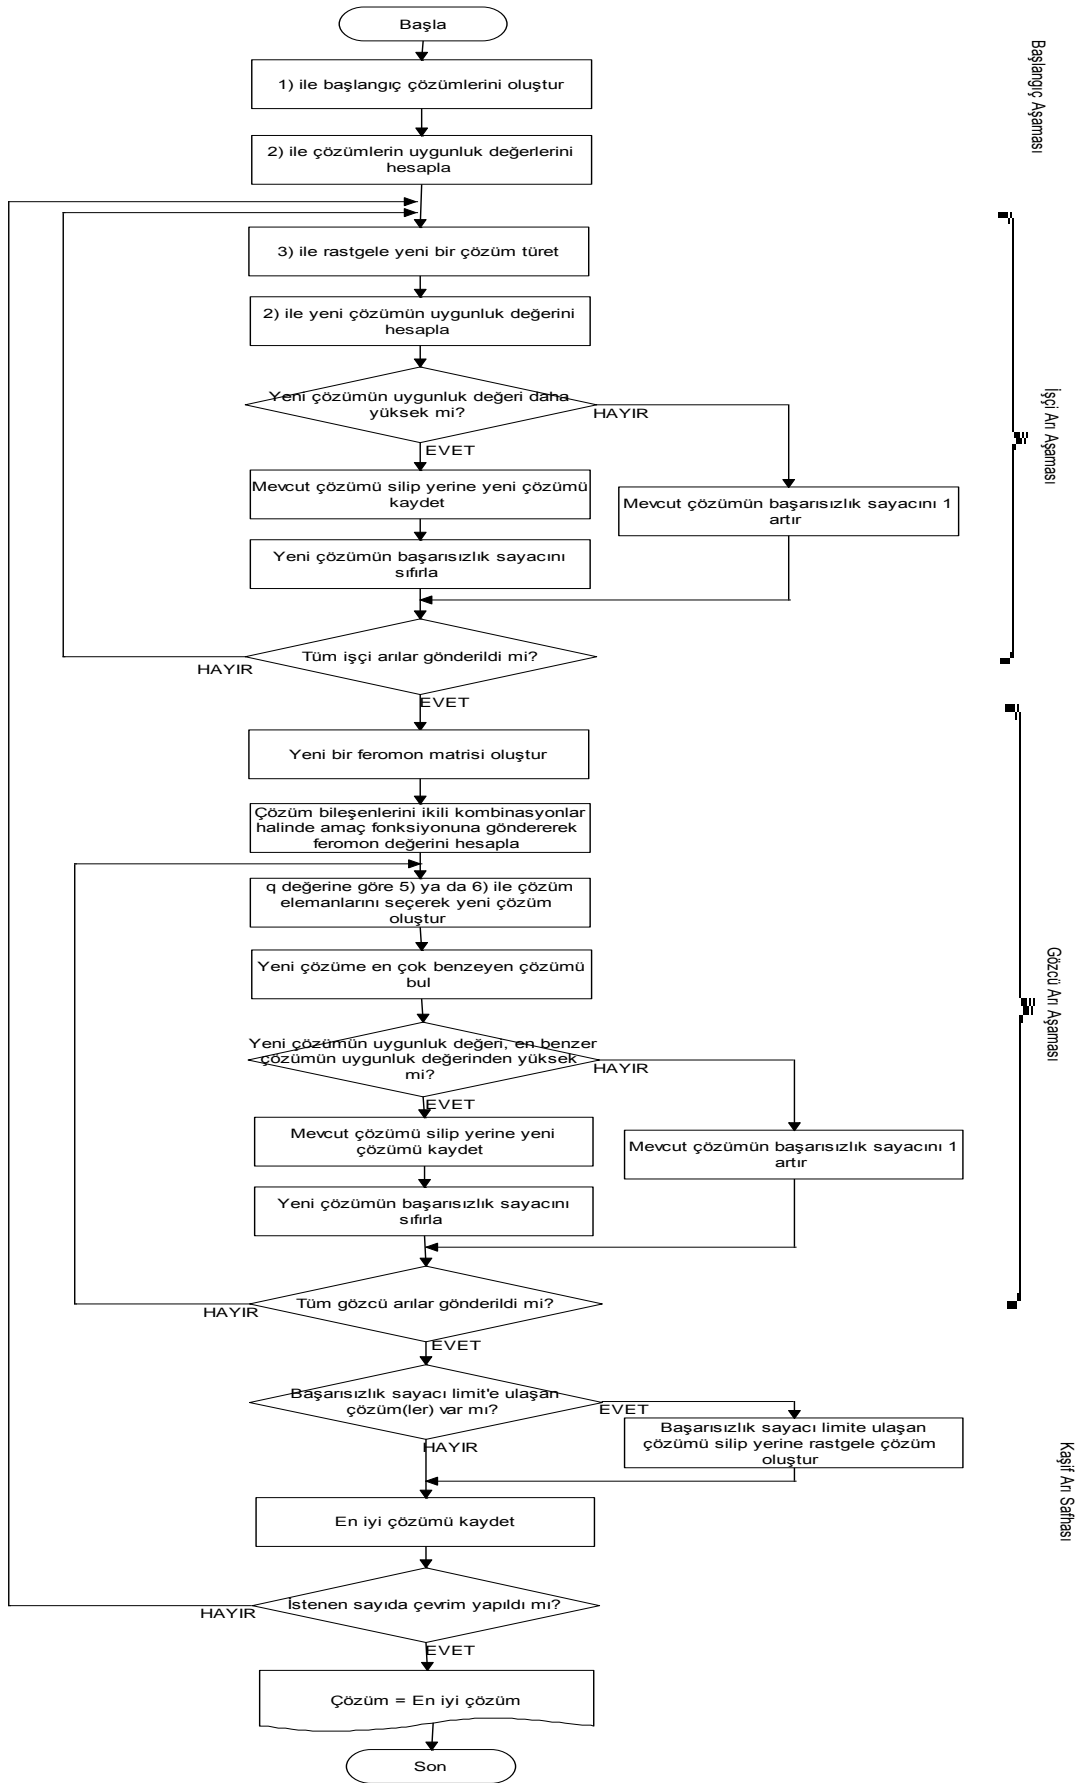 Başla
Başlangıç Aşaması
1) ile başlangıç çözümlerini oluştur
2) ile çözümlerin uygunluk değerlerini
hesapla
3) ile rastgele yeni bir çözüm türet
2) ile yeni çözümün uygunluk değerini
hesapla
Yeni çözümün uygunluk değeri daha
yüksek mi?
HAYIR
EVET
İşçi Arı Aşaması
Mevcut çözümü silip yerine yeni çözümü
kaydet
Mevcut çözümün başarısızlık sayacını 1
artır
Yeni çözümün başarısızlık sayacını
sıfırla
Tüm işçi arılar gönderildi mi?
HAYIR
EVET
Yeni bir feromon matrisi oluştur
Çözüm bileşenlerini ikili kombinasyonlar
halinde amaç fonksiyonuna göndererek
feromon değerini hesapla
q değerine göre 5) ya da 6) ile çözüm
elemanlarını seçerek yeni çözüm
oluştur
Gözcü Arı Aşaması
Yeni çözüme en çok benzeyen çözümü
bul
Yeni çözümün uygunluk değeri, en benzer
çözümün uygunluk değerinden yüksek
mi?
HAYIR
EVET
Mevcut çözümü silip yerine yeni
çözümü kaydet
Mevcut çözümün başarısızlık sayacını 1
artır
Yeni çözümün başarısızlık sayacını
sıfırla
Tüm gözcü arılar gönderildi mi?
HAYIR
EVET
Başarısızlık sayacı limit'e ulaşan
çözüm(ler) var mı?
EVET
HAYIR
Başarısızlık sayacı limite ulaşan
çözümü silip yerine rastgele çözüm
oluştur
Kaşif Arı Safhası
En iyi çözümü kaydet
İstenen sayıda çevrim yapıldı mı?
HAYIR
EVET
Çözüm = En iyi çözüm
Son